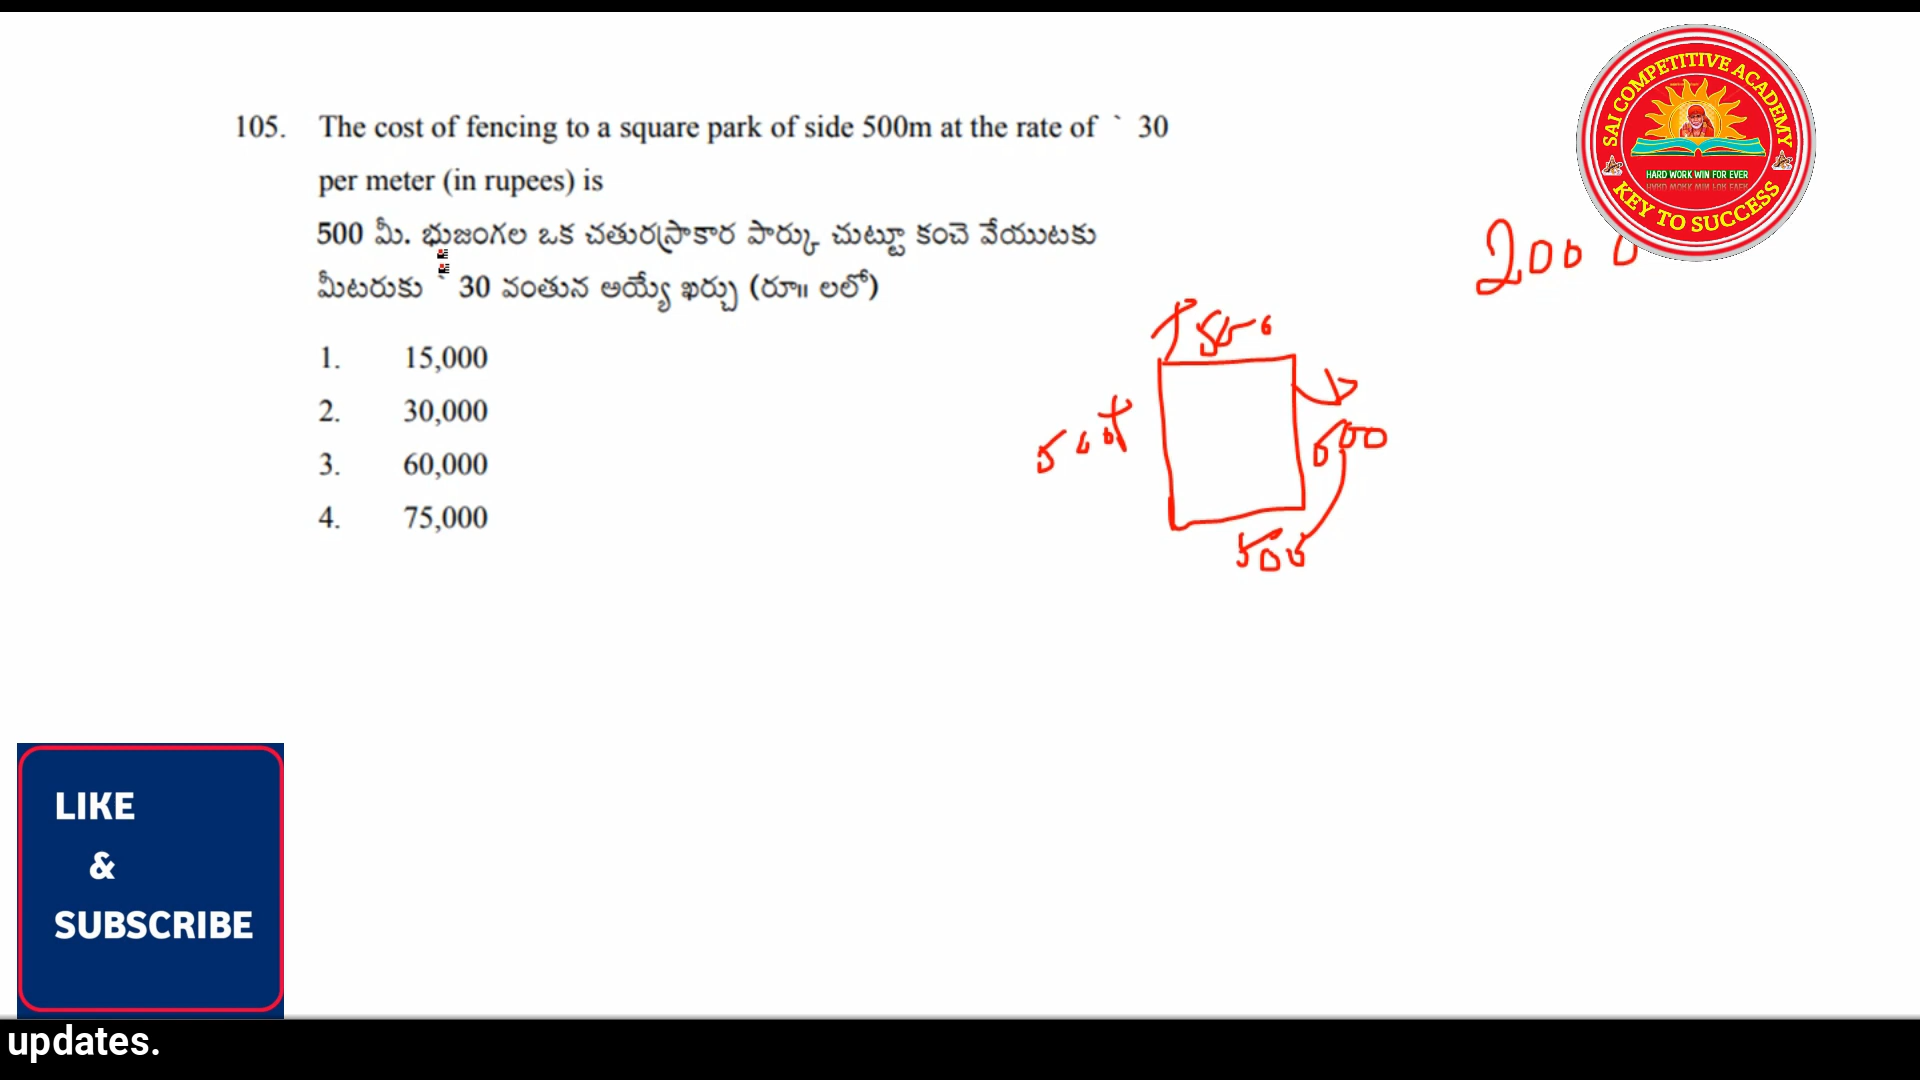 105. The cost of fencing to a square park of side 500m at the rate of ` 30
per meter (in rupees) is
500 మీ. భుజంగల ఒక చతురస్రాకార పార్కు చుట్టూ కంచె వేయుటకు
మీటరుకు ` 30 వంతున అయ్యే ఖర్చు (రూ॥ లలో)
1. 15,000
2. 30,000
3. 60,000
4. 75,000
SAI COMPETITIVE ACADEMY
HARD WORK WIN FOR EVER
KEY TO SUCCESS
2000
500
500
500
LIKE
&
SUBSCRIBE
updates.